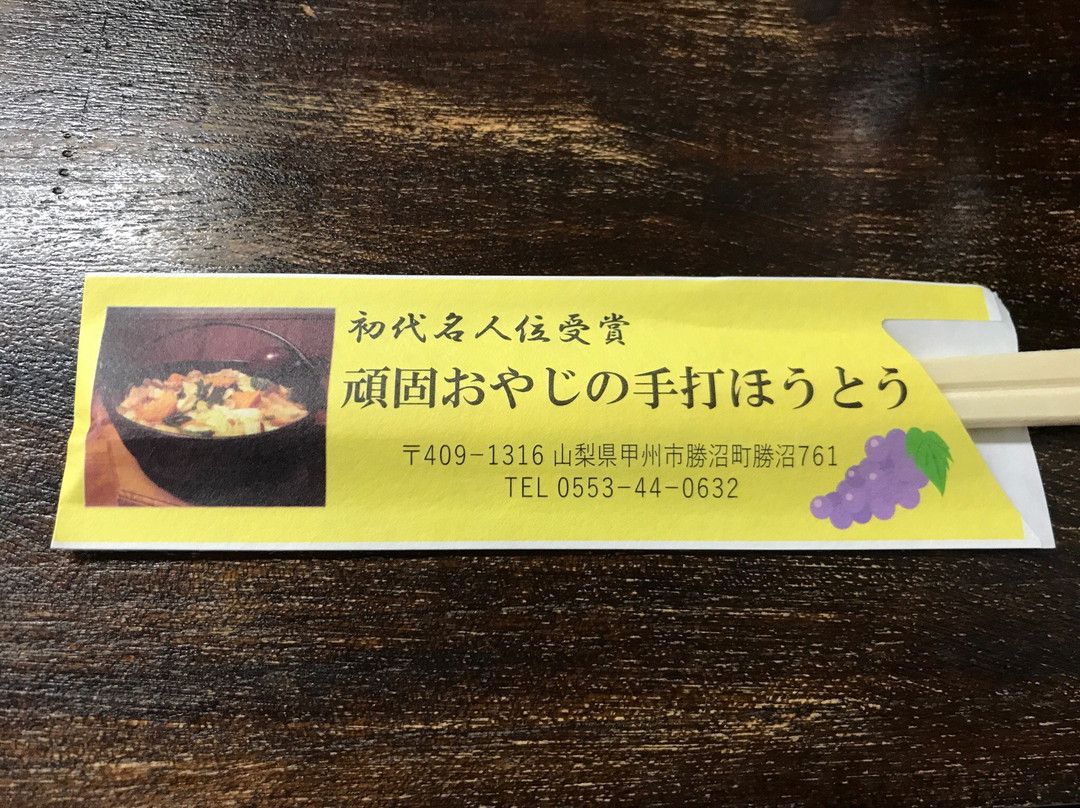 初代名人位受賞
頑固おやじの手打ほうとう
〒409-1316 山梨県甲州市勝沼町勝沼761
TEL 0553-44-0632